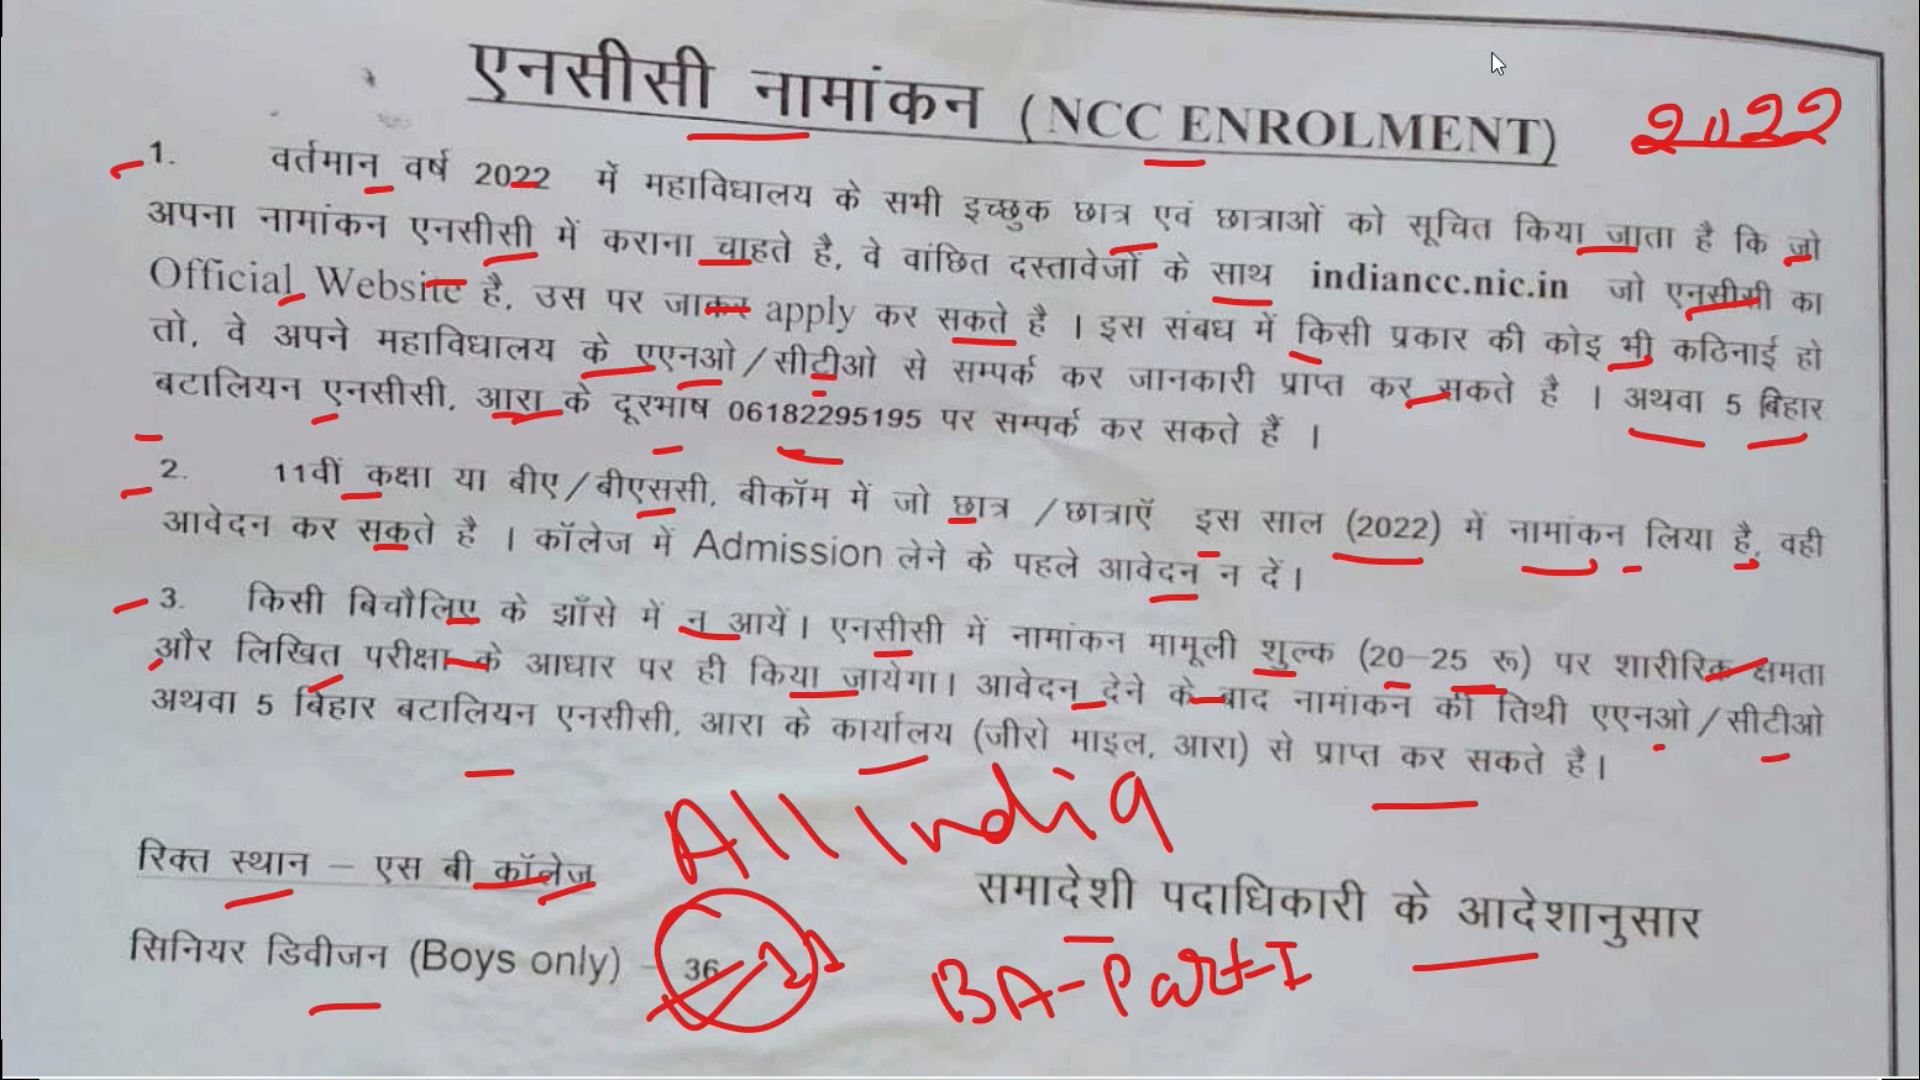 एनसीसी नामांकन (NCC ENROLMENT)
2022
1. वर्तमान वर्ष 2022 में महाविधालय के सभी इच्छुक छात्र एवं छात्राओं को सूचित किया जाता है कि जो
अपना नामांकन एनसीसी में कराना चाहते है, वे वांछित दस्तावेजों के साथ indiancc.nic.in जो एनसीसी का
Official Website है, उस पर जाकर apply कर सकते है । इस संबध में किसी प्रकार की कोइ भी कठिनाई हो
तो, वे अपने महाविधालय के एएनओ/सीटीओ से सम्पर्क कर जानकारी प्राप्त कर सकते है । अथवा 5 बिहार
बटालियन एनसीसी, आरा के दूरभाष 06182295195 पर सम्पर्क कर सकते हैं ।
2. 11वीं कक्षा या बीए/बीएससी, बीकॉम में जो छात्र /छात्राएँ इस साल (2022) में नामांकन लिया है, वही
आवेदन कर सकते है । कॉलेज में Admission लेने के पहले आवेदन न दें।
3. किसी बिचौलिए के झाँसे में न आयें। एनसीसी में नामांकन मामूली शुल्क (20–25 रू) पर शारीरिक क्षमता
और लिखित परीक्षा के आधार पर ही किया जायेगा। आवेदन देने के बाद नामांकन की तिथी एएनओ/सीटीओ
अथवा 5 बिहार बटालियन एनसीसी, आरा के कार्यालय (जीरो माइल, आरा) से प्राप्त कर सकते है।
All India
रिक्त स्थान – एस बी कॉलेज
समादेशी पदाधिकारी के आदेशानुसार
सिनियर डिवीजन (Boys only) – 36
BA-Part-I